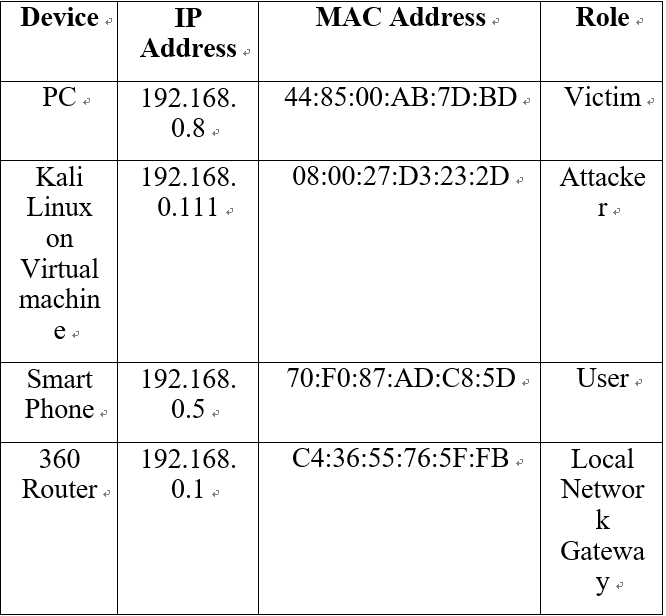 Device IP Address MAC Address Role
PC 192.168.0.8 44:85:00:AB:7D:BD Victim
Kali Linux on Virtual machine 192.168.0.111 08:00:27:D3:23:2D Attacker
Smart Phone 192.168.0.5 70:F0:87:AD:C8:5D User
360 Router 192.168.0.1 C4:36:55:76:5F:FB Local Network Gateway